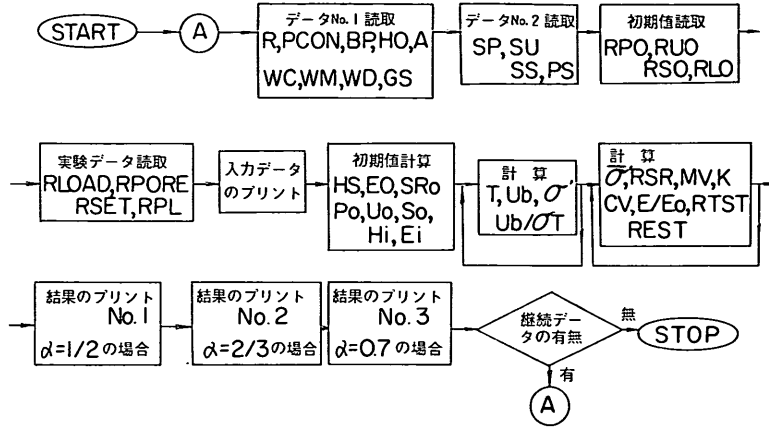 START
A
データNo.1 読取
R,PCON,BP,HO,A
WC,WM,WD,GS
データNo.2 読取
SP,SU
SS,PS
初期値読取
RPO,RUO
RSO,RLO
実験データ読取
RLOAD,RPORE
RSET,RPL
入力データ
のプリント
初期値計算
HS,EO,SRo
Po,Uo,So,
Hi,Ei
計算
T,Ub,σ'
Ub/σT
計算
σ̅,RSR,MV,K
CV,E/Eo,RTST
REST
結果のプリント
No.1
α=1/2の場合
結果のプリント
No.2
α=2/3の場合
結果のプリント
No.3
α=0.7の場合
継続デー
タの有無
無
STOP
有
A